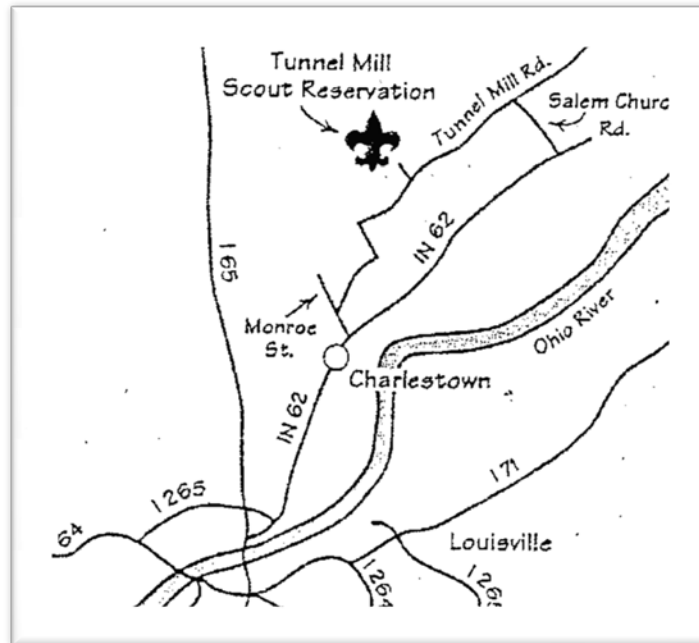 Tunnel Mill
Scout Reservation
Tunnel Mill Rd.
Salem Churc
Rd.
I 65
IN 62
Monroe
St.
Ohio River
Charlestown
IN 62
I 71
I 265
64
Louisville
I 264
I 265